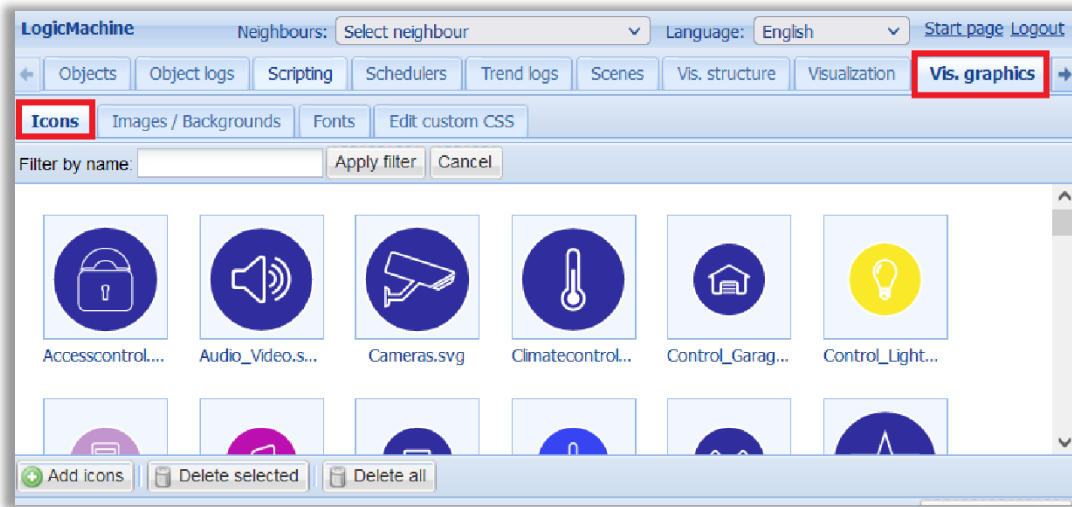 LogicMachine Neighbours: Select neighbour Language: English Start page Logout
Objects Object logs Scripting Schedulers Trend logs Scenes Vis. structure Visualization Vis. graphics
Icons Images / Backgrounds Fonts Edit custom CSS
Filter by name: Apply filter Cancel
Accesscontrol.... Audio_Video.s... Cameras.svg Climatecontrol... Control_Garag... Control_Light...
Add icons Delete selected Delete all